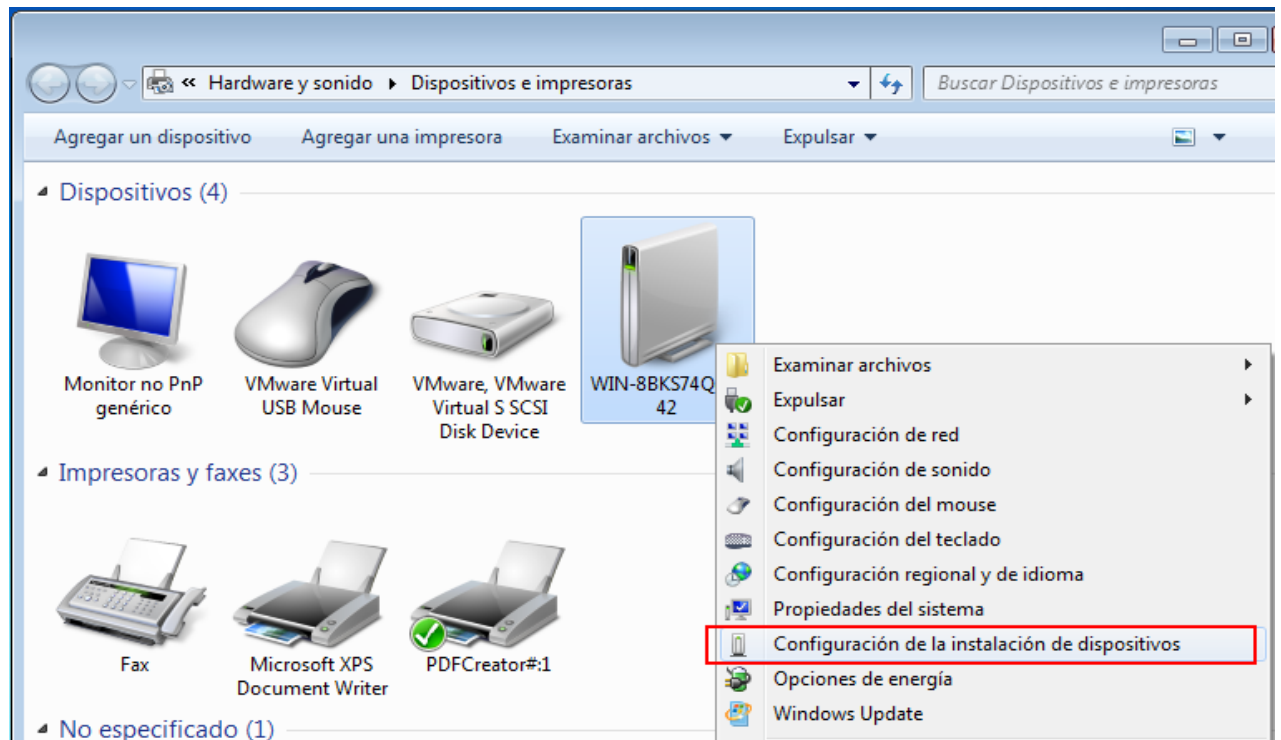 « Hardware y sonido ▸ Dispositivos e impresoras
Buscar Dispositivos e impresoras
Agregar un dispositivo Agregar una impresora Examinar archivos Expulsar
Dispositivos (4)
Monitor no PnP
genérico
VMware Virtual
USB Mouse
VMware, VMware
Virtual S SCSI
Disk Device
WIN-8BKS74Q
42
Impresoras y faxes (3)
Fax
Microsoft XPS
Document Writer
PDFCreator#:1
No especificado (1)
Examinar archivos
Expulsar
Configuración de red
Configuración de sonido
Configuración del mouse
Configuración del teclado
Configuración regional y de idioma
Propiedades del sistema
Configuración de la instalación de dispositivos
Opciones de energía
Windows Update